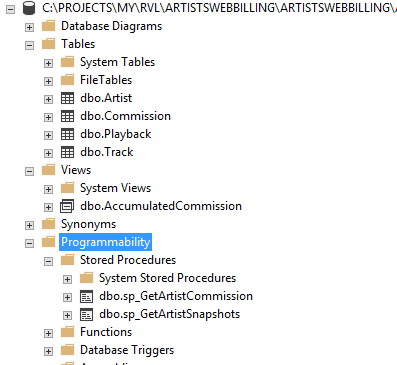 C:\PROJECTS\MY\RVL\ARTISTSWEBBILLING\ARTISTSWEBBILLING\
Database Diagrams
Tables
System Tables
FileTables
dbo.Artist
dbo.Commission
dbo.Playback
dbo.Track
Views
System Views
dbo.AccumulatedCommission
Synonyms
Programmability
Stored Procedures
System Stored Procedures
dbo.sp_GetArtistCommission
dbo.sp_GetArtistSnapshots
Functions
Database Triggers